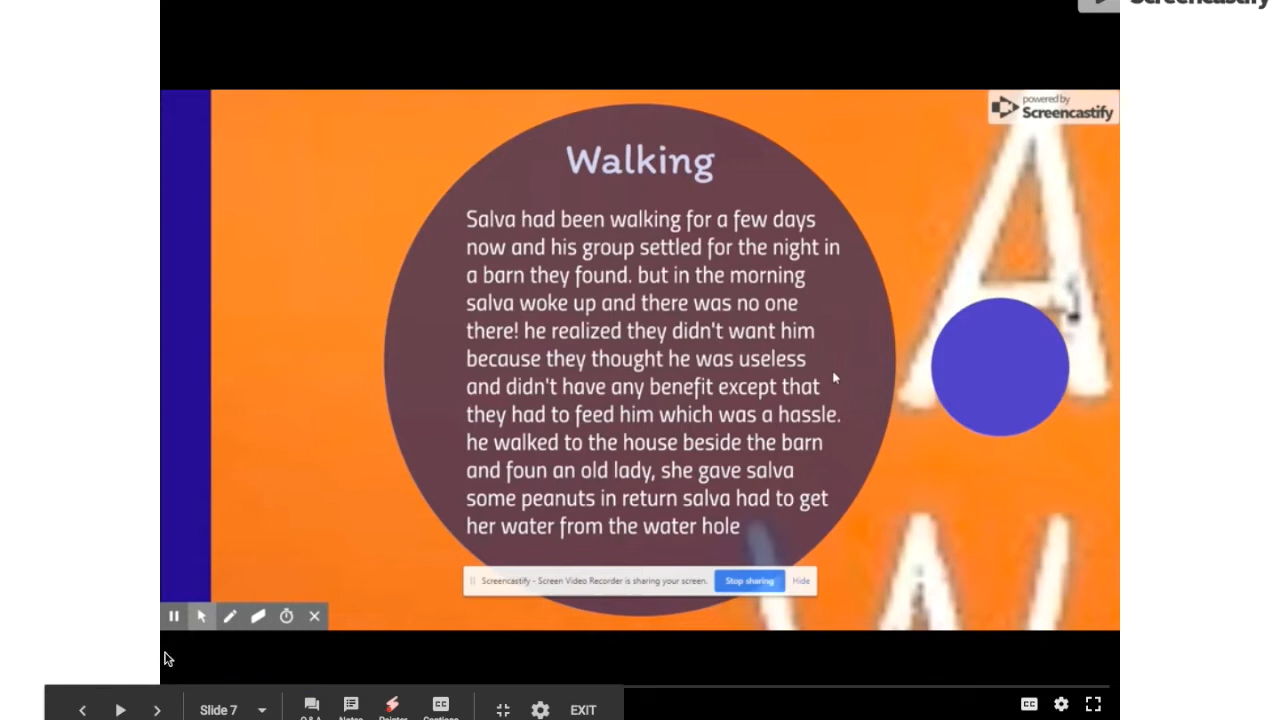 Screencastify
powered by
Screencastify
Walking
Salva had been walking for a few days
now and his group settled for the night in
a barn they found. but in the morning
salva woke up and there was no one
there! he realized they didn't want him
because they thought he was useless
and didn't have any benefit except that
they had to feed him which was a hassle.
he walked to the house beside the barn
and foun an old lady, she gave salva
some peanuts in return salva had to get
her water from the water hole
A
Screencastify - Screen Video Recorder is sharing your screen. Stop sharing Hide
Slide 7 Q&A Notes Pointer Captions EXIT
CC